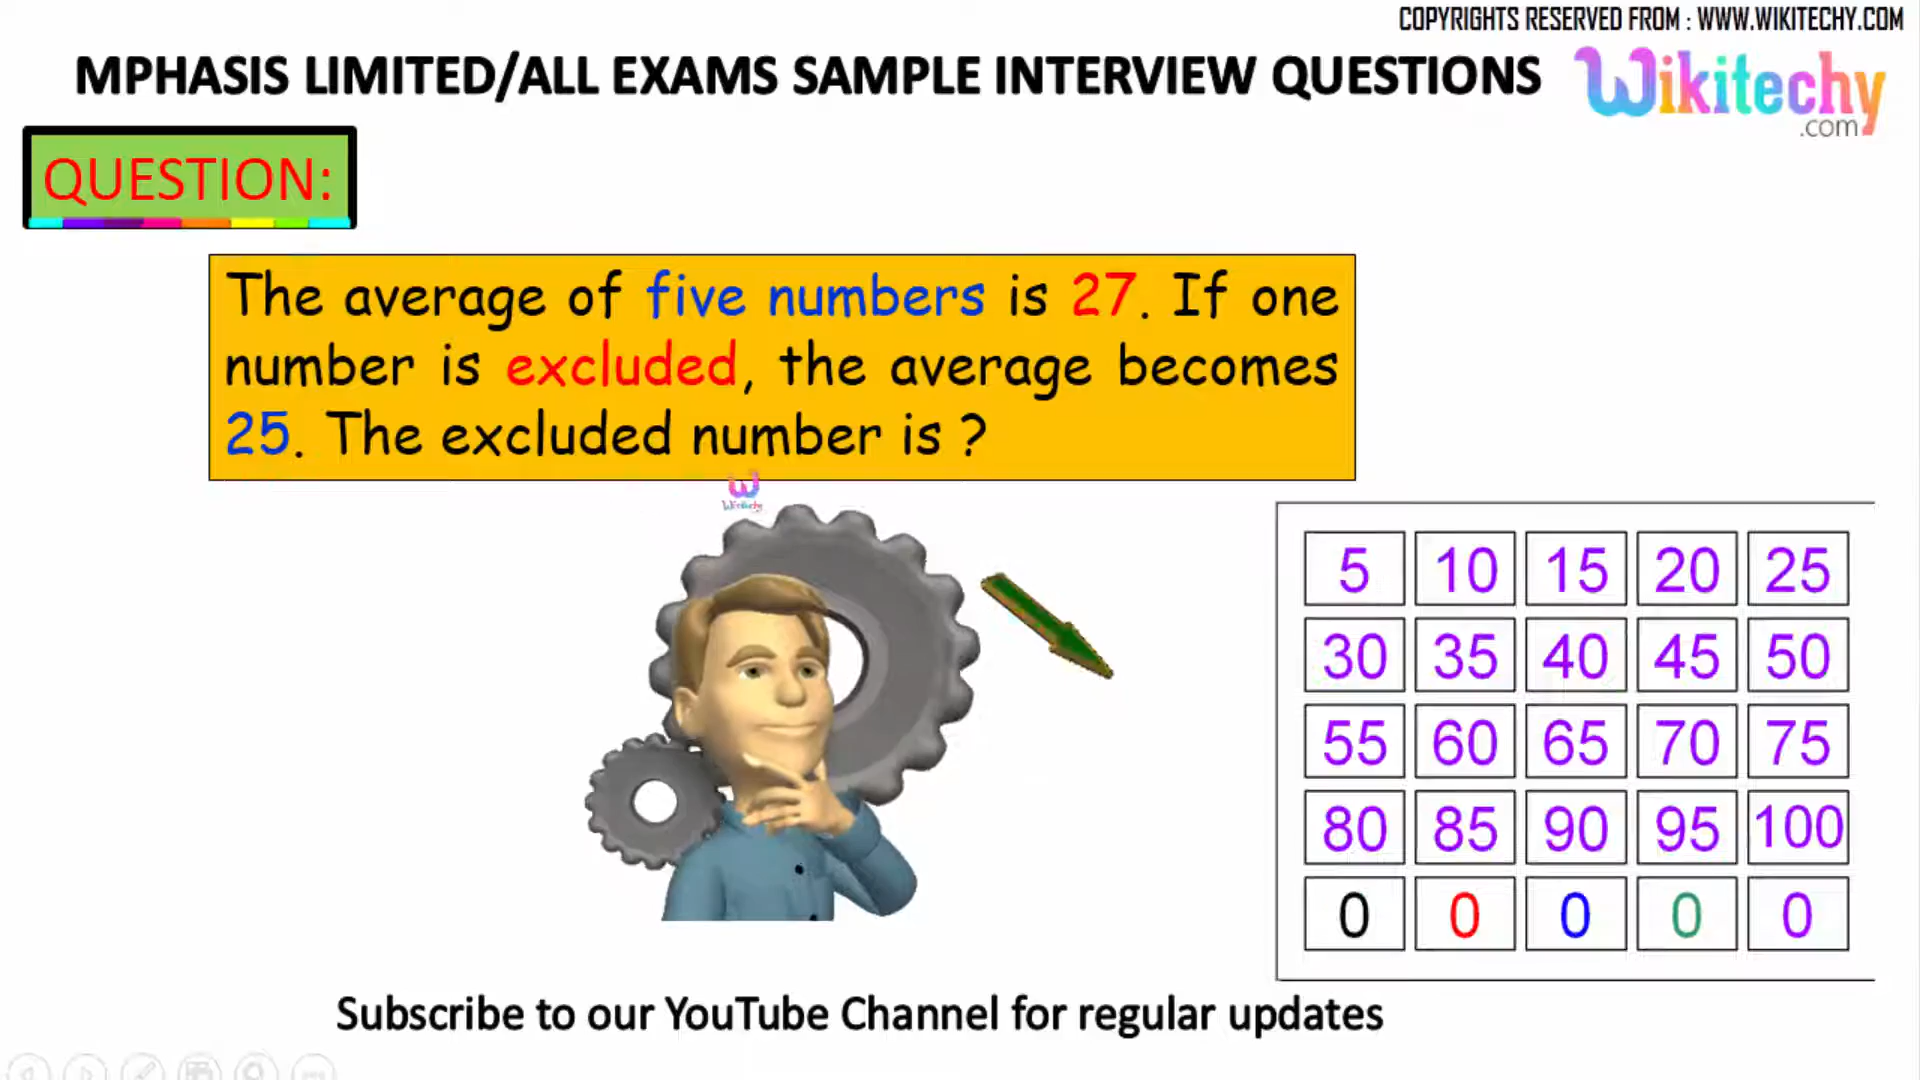 COPYRIGHTS RESERVED FROM : WWW.WIKITECHY.COM
MPHASIS LIMITED/ALL EXAMS SAMPLE INTERVIEW QUESTIONS
Wikitechy
.com
QUESTION:
The average of five numbers is 27. If one
number is excluded, the average becomes
25. The excluded number is ?
W
Wikitechy
5 10 15 20 25
30 35 40 45 50
55 60 65 70 75
80 85 90 95 100
0 0 0 0 0
Subscribe to our YouTube Channel for regular updates